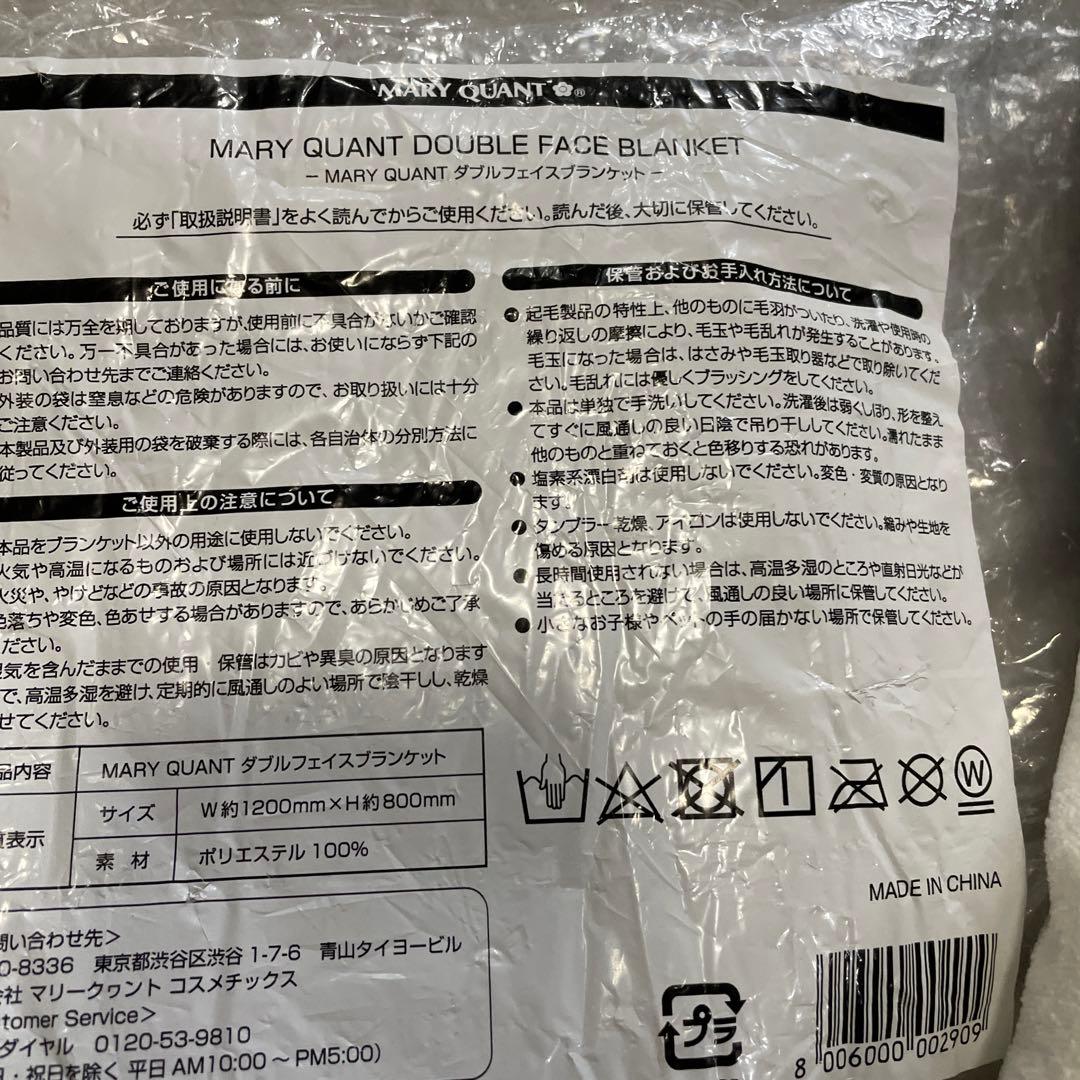 MARY QUANT ®
MARY QUANT DOUBLE FACE BLANKET
− MARY QUANT ダブルフェイスブランケット −
必ず「取扱説明書」をよく読んでからご使用ください。読んだ後、大切に保管してください。
ご使用になる前に
品質には万全を期しておりますが、使用前に不具合がないかご確認
ください。万一不具合があった場合には、お使いにならず下記の
お問い合わせ先までご連絡ください。
外装の袋は窒息などの危険がありますので、お取り扱いには十分
ご注意ください。
本製品及び外装用の袋を破棄する際には、各自治体の分別方法に
従ってください。
ご使用上の注意について
本品をブランケット以外の用途に使用しないでください。
火気や高温になるものおよび場所には近づけないでください。
火災や、やけどなどの事故の原因となります。
色落ちや変色、色あせする場合がありますので、あらかじめご了承
ください。
湿気を含んだままでの使用・保管はカビや異臭の原因となります
で、高温多湿を避け、定期的に風通しのよい場所で陰干しし、乾燥
せてください。
保管およびお手入れ方法について
● 起毛製品の特性上、他のものに毛羽がついたり、洗濯や使用時の
繰り返しの摩擦により、毛玉や毛乱れが発生することがあります。
毛玉になった場合は、はさみや毛玉取り器などで取り除いてくだ
さい。毛乱れには優しくブラッシングをしてください。
● 本品は単独で手洗いしてください。洗濯後は弱くしぼり、形を整え
てすぐに風通しの良い日陰で吊り干ししてください。濡れたまま
他のものと重ねておくと色移りする恐れがあります。
● 塩素系漂白剤は使用しないでください。変色・変質の原因となり
ます。
● タンブラー乾燥、アイロンは使用しないでください。縮みや生地を
傷める原因となります。
● 長時間使用されない場合は、高温多湿のところや直射日光などが
当たるところを避けて、風通しの良い場所に保管してください。
● 小さなお子様やペットの手の届かない場所で保管してください。
品内容 MARY QUANT ダブルフェイスブランケット
質表示 サイズ W約1200mm×H約800mm
素 材 ポリエステル 100%
W
MADE IN CHINA
問い合わせ先>
0-8336 東京都渋谷区渋谷 1-7-6 青山タイヨービル
会社 マリークヮント コスメチックス
stomer Service>
ダイヤル 0120-53-9810
日・祝日を除く 平日 AM10:00 ~ PM5:00)
プラ
8 006000 002909